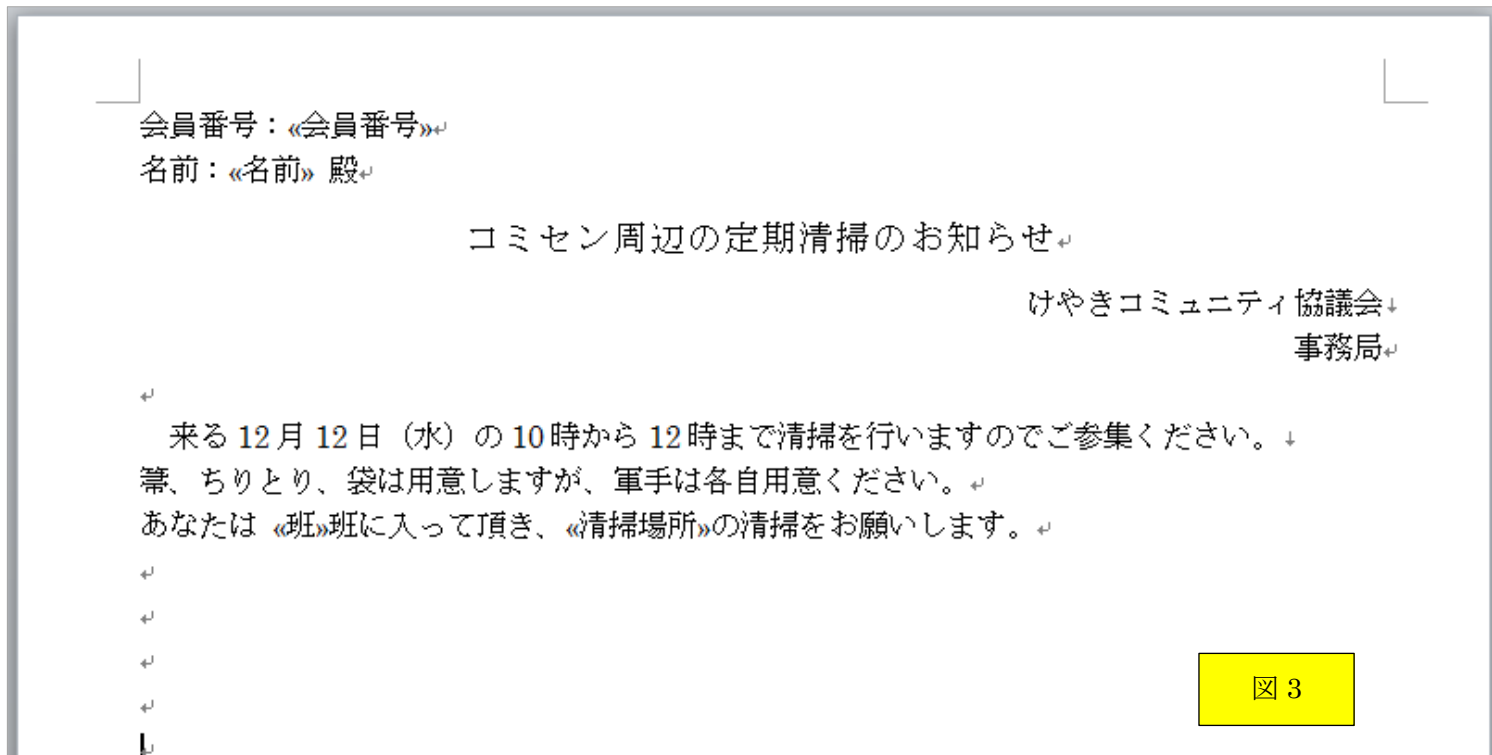 会員番号：«会員番号»
名前：«名前» 殿
コミセン周辺の定期清掃のお知らせ
けやきコミュニティ協議会
事務局
来る 12 月 12 日（水）の 10 時から 12 時まで清掃を行いますのでご参集ください。
箒、ちりとり、袋は用意しますが、軍手は各自用意ください。
あなたは «班»班に入って頂き、«清掃場所»の清掃をお願いします。
図 3